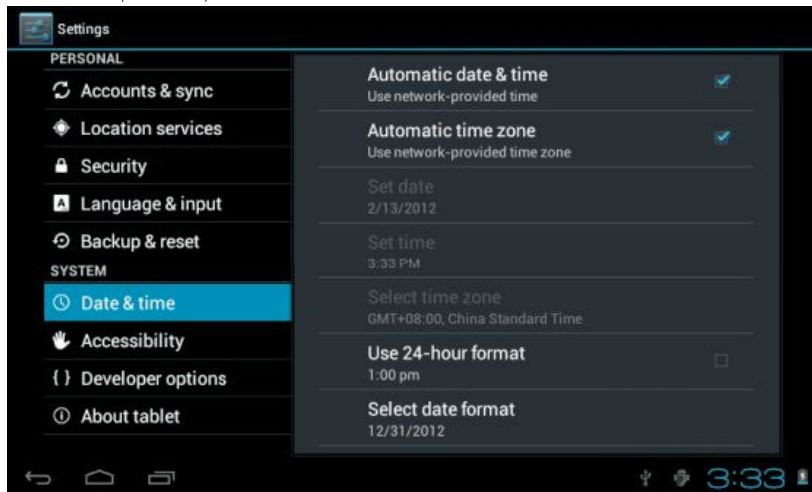 Settings
PERSONAL
Accounts & sync
Location services
Security
A Language & input
Backup & reset
SYSTEM
Date & time
Accessibility
{ } Developer options
About tablet
Automatic date & time
Use network-provided time
Automatic time zone
Use network-provided time zone
Set date
2/13/2012
Set time
3:33 PM
Select time zone
GMT+08:00, China Standard Time
Use 24-hour format
1:00 pm
Select date format
12/31/2012
3:33